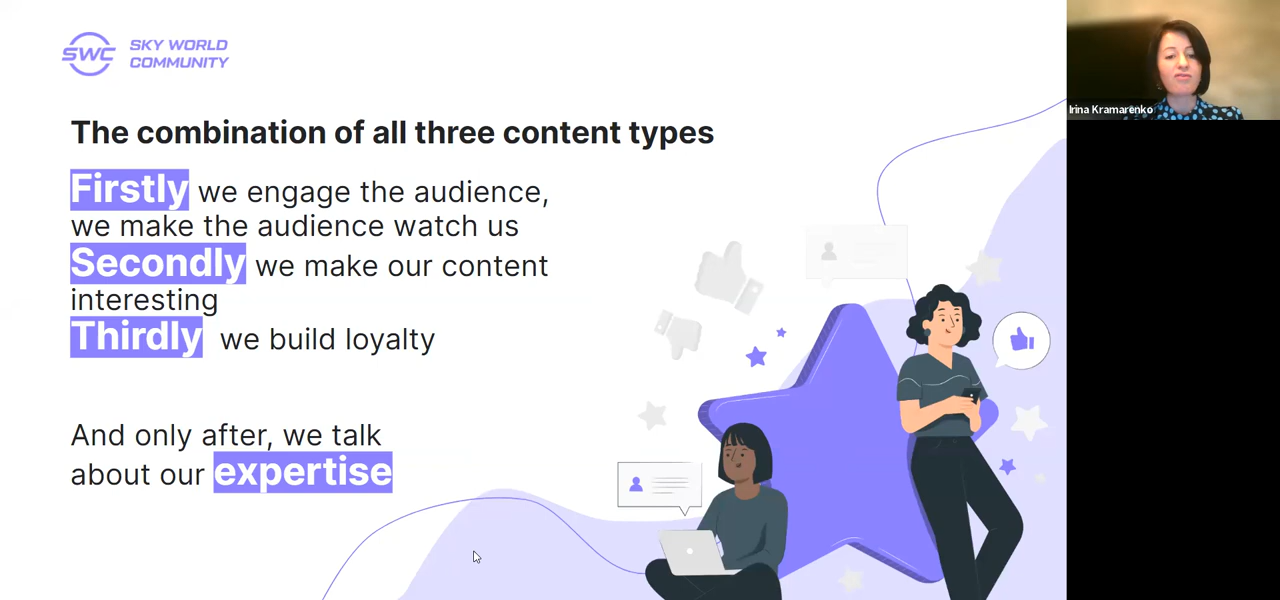 SWC
SKY WORLD
COMMUNITY
The combination of all three content types
Firstly we engage the audience,
we make the audience watch us
Secondly we make our content
interesting
Thirdly we build loyalty
And only after, we talk
about our expertise
Irina Kramarenko